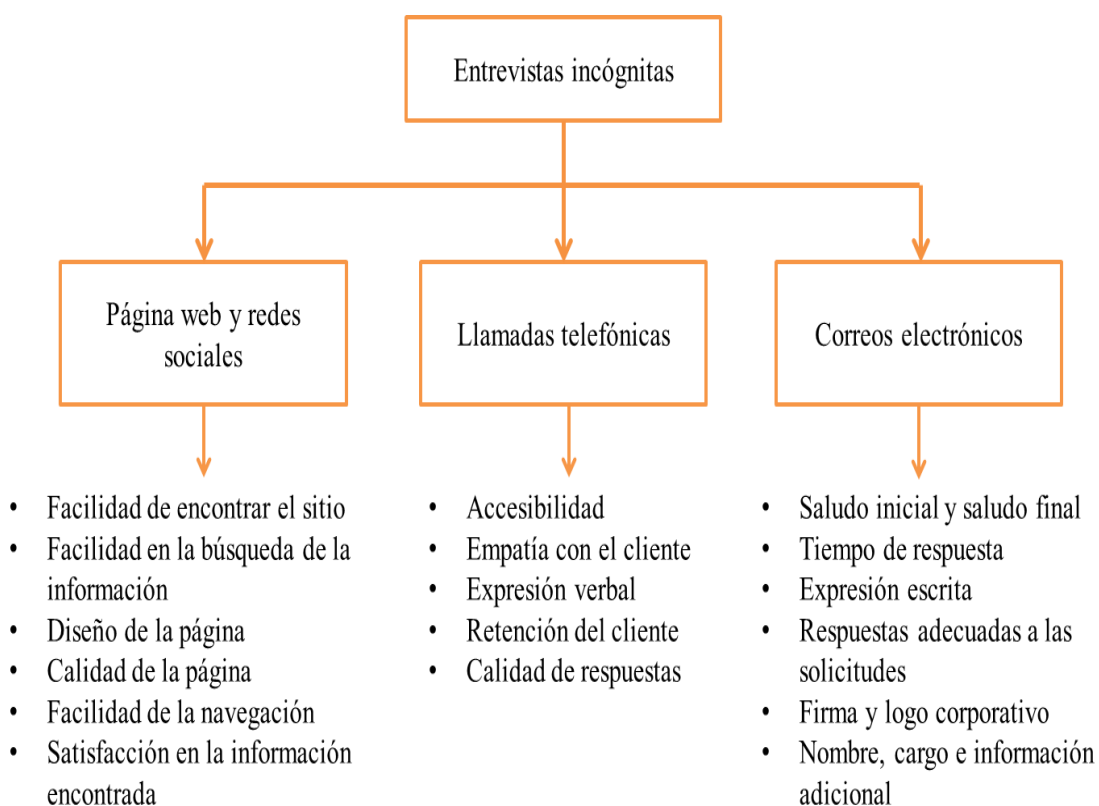 Entrevistas incógnitas
Página web y redes
sociales
Llamadas telefónicas
Correos electrónicos
• Facilidad de encontrar el sitio
• Facilidad en la búsqueda de la
información
• Diseño de la página
• Calidad de la página
• Facilidad de la navegación
• Satisfacción en la información
encontrada
• Accesibilidad
• Empatía con el cliente
• Expresión verbal
• Retención del cliente
• Calidad de respuestas
• Saludo inicial y saludo final
• Tiempo de respuesta
• Expresión escrita
• Respuestas adecuadas a las
solicitudes
• Firma y logo corporativo
• Nombre, cargo e información
adicional